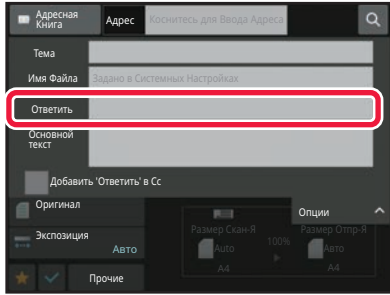 Адресная
Книга
Адрес
Коснитесь для Ввода Адреса
Тема
Имя Файла
Задано в Системных Настройках
Ответить
Основной
текст
Добавить 'Ответить' в Cc
Оригинал
Опции
Экспозиция
Авто
Размер Скан-Я
Auto
A4
100%
Размер Отпр-Я
Авто
A4
Прочие